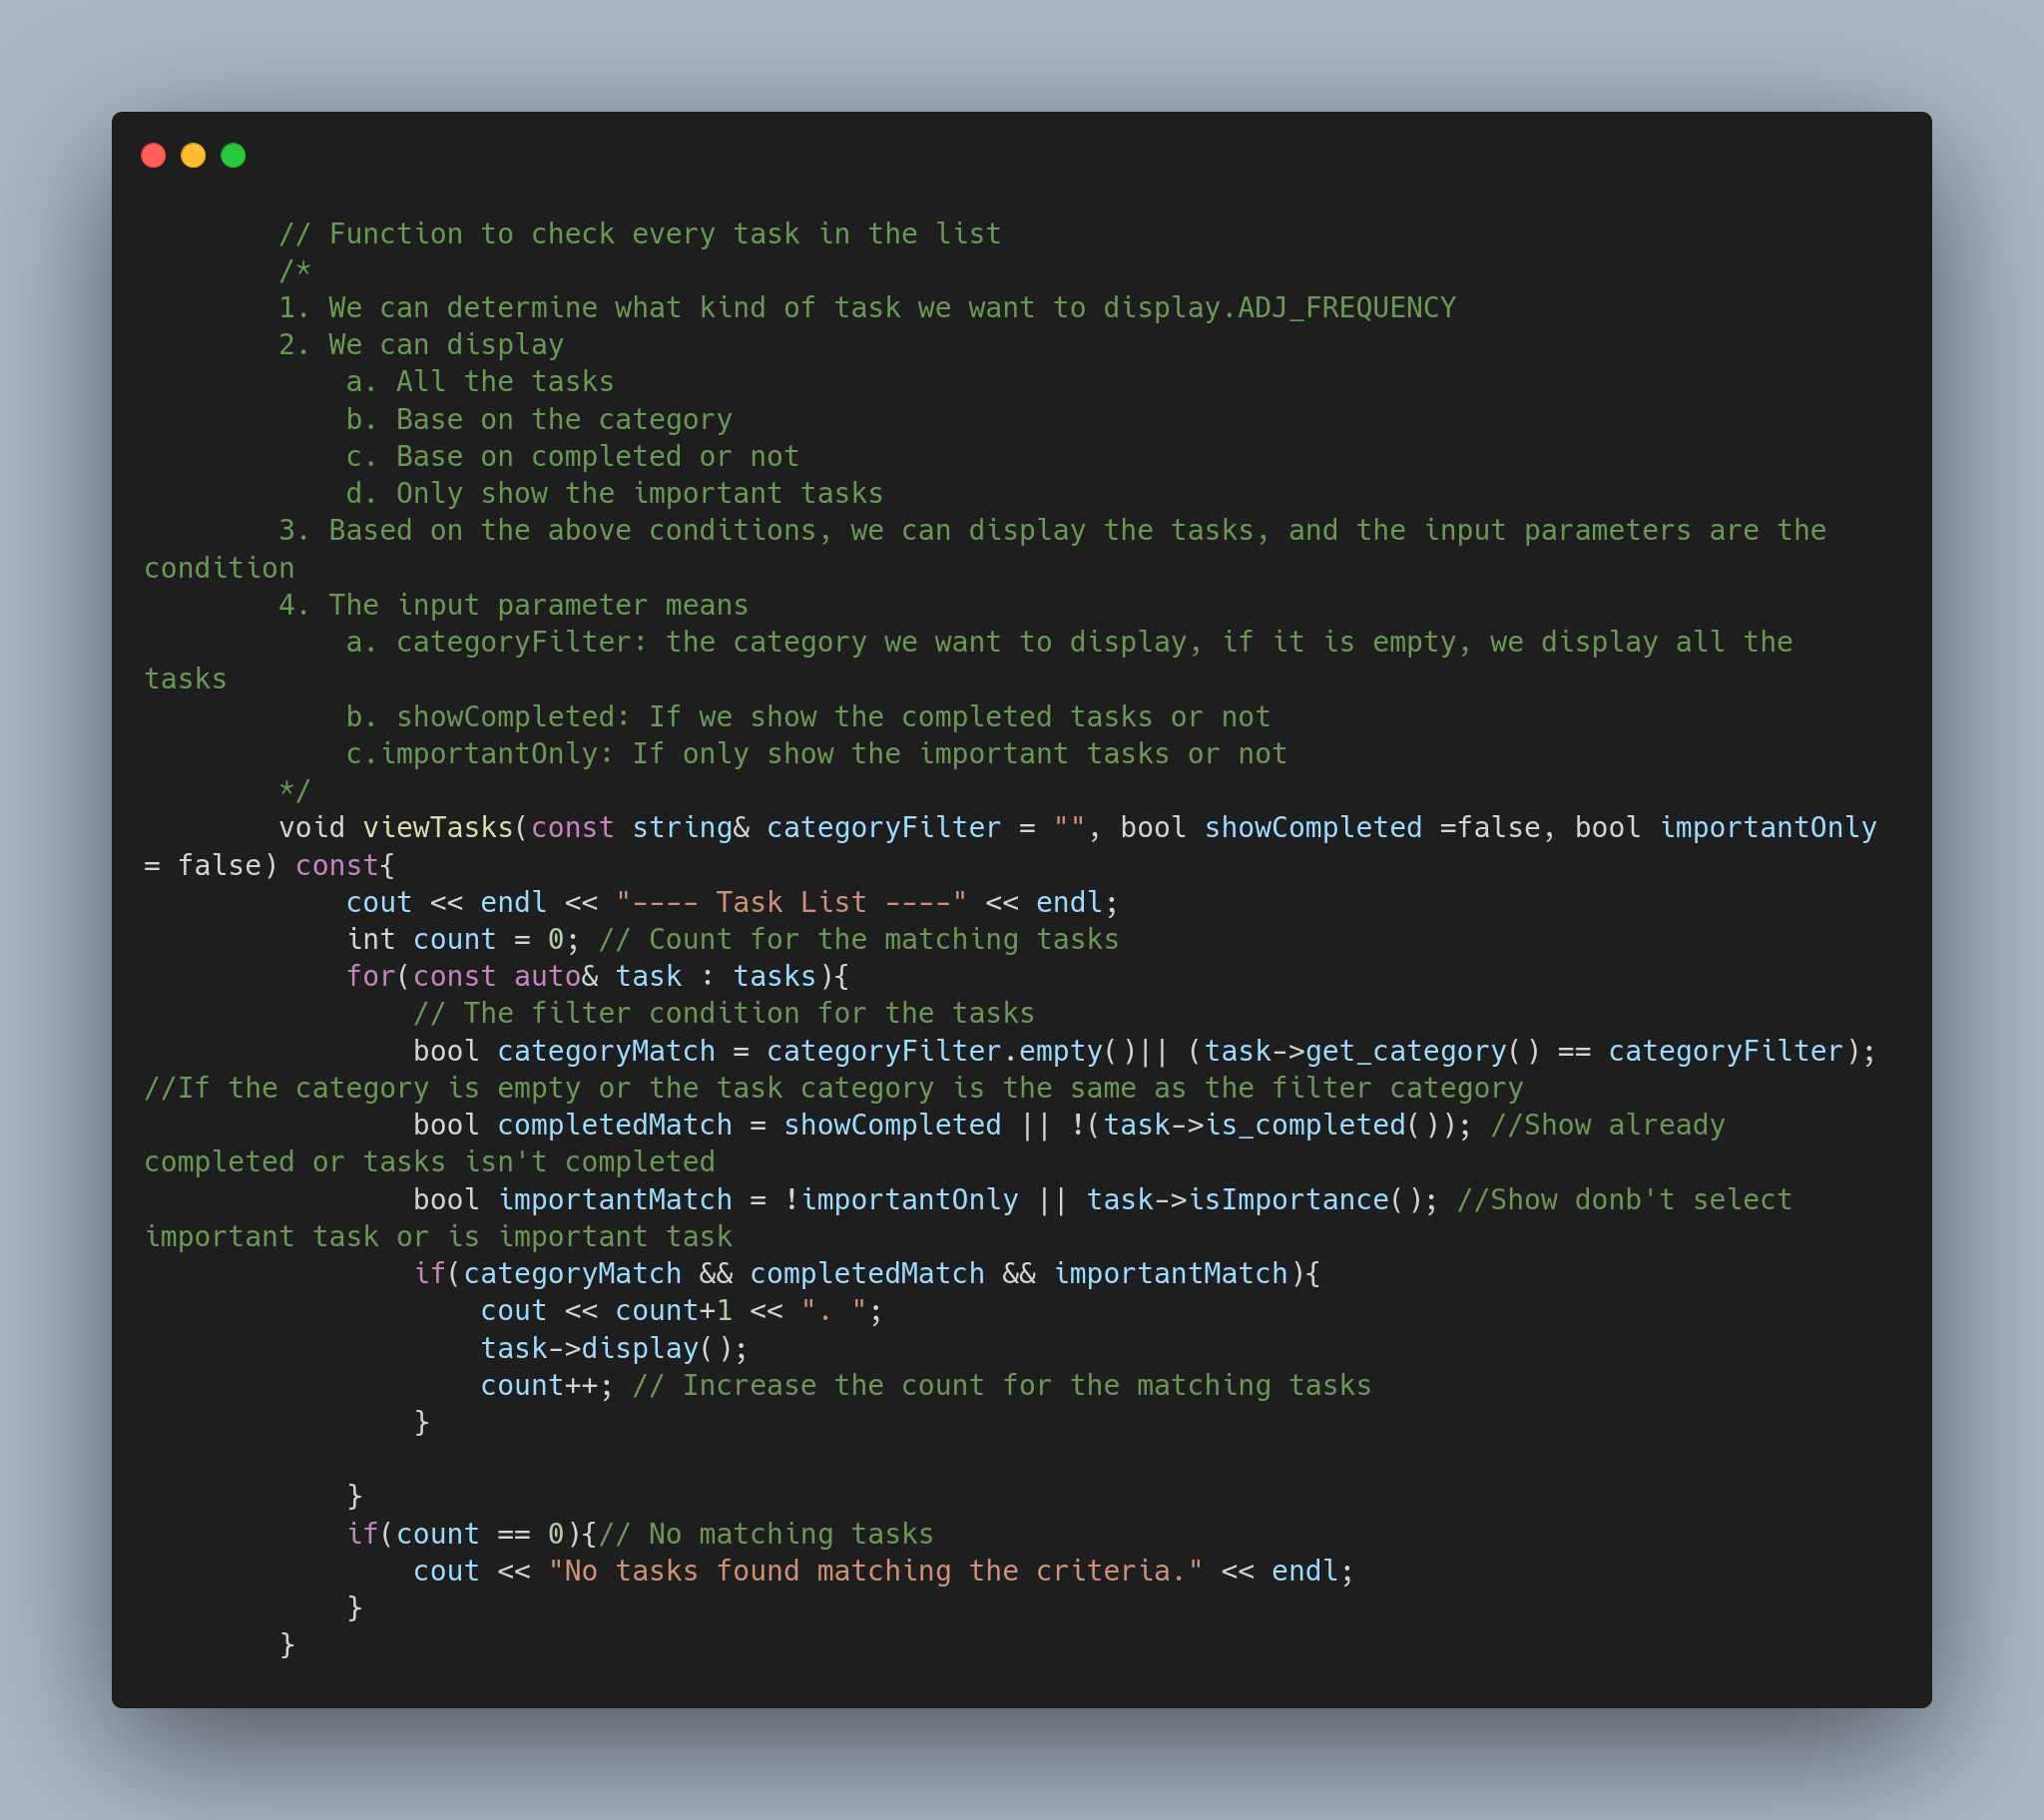 // Function to check every task in the list
/*
1. We can determine what kind of task we want to display.ADJ_FREQUENCY
2. We can display
a. All the tasks
b. Base on the category
c. Base on completed or not
d. Only show the important tasks
3. Based on the above conditions, we can display the tasks, and the input parameters are the
condition
4. The input parameter means
a. categoryFilter: the category we want to display, if it is empty, we display all the
tasks
b. showCompleted: If we show the completed tasks or not
c.importantOnly: If only show the important tasks or not
*/
void viewTasks(const string& categoryFilter = "", bool showCompleted =false, bool importantOnly
= false) const{
cout << endl << "---- Task List ----" << endl;
int count = 0; // Count for the matching tasks
for(const auto& task : tasks){
// The filter condition for the tasks
bool categoryMatch = categoryFilter.empty()|| (task->get_category() == categoryFilter);
//If the category is empty or the task category is the same as the filter category
bool completedMatch = showCompleted || !(task->is_completed()); //Show already
completed or tasks isn't completed
bool importantMatch = !importantOnly || task->isImportance(); //Show donb't select
important task or is important task
if(categoryMatch && completedMatch && importantMatch){
cout << count+1 << ". ";
task->display();
count++; // Increase the count for the matching tasks
}
}
if(count == 0){// No matching tasks
cout << "No tasks found matching the criteria." << endl;
}
}